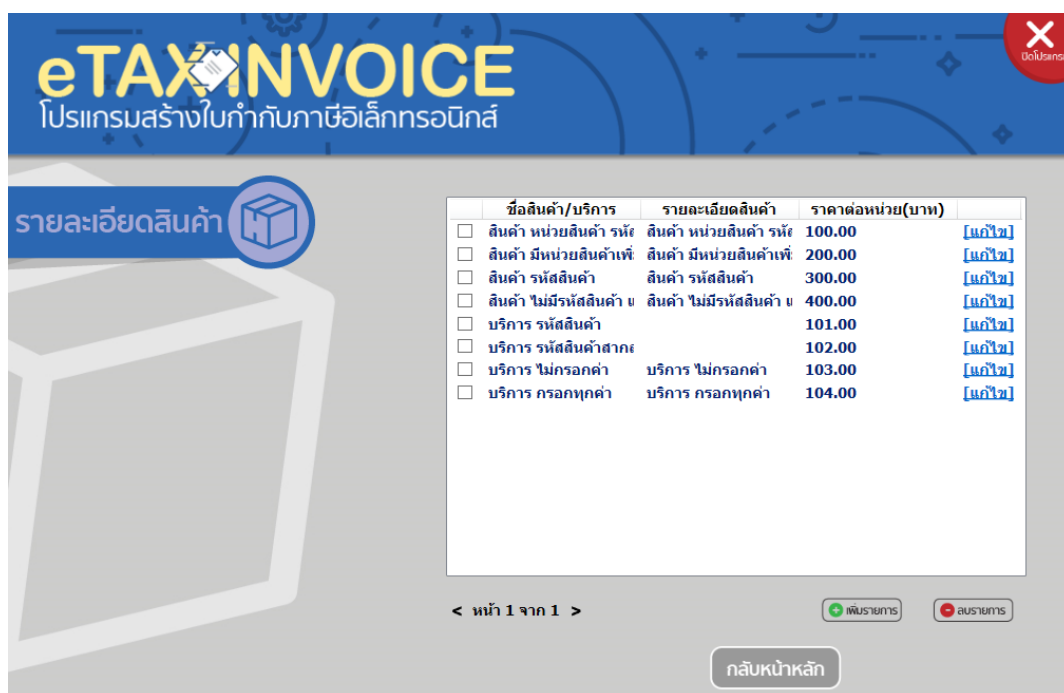 eTAX INVOICE
โปรแกรมสร้างใบกำกับภาษีอิเล็กทรอนิกส์
X
ปิดโปรแกรม
รายละเอียดสินค้า
ชื่อสินค้า/บริการ รายละเอียดสินค้า ราคาต่อหน่วย(บาท)
สินค้า หน่วยสินค้า รหัส สินค้า หน่วยสินค้า รหัส 100.00 [แก้ไข]
สินค้า มีหน่วยสินค้าเพิ่ สินค้า มีหน่วยสินค้าเพิ่ 200.00 [แก้ไข]
สินค้า รหัสสินค้า สินค้า รหัสสินค้า 300.00 [แก้ไข]
สินค้า ไม่มีรหัสสินค้า แ สินค้า ไม่มีรหัสสินค้า แ 400.00 [แก้ไข]
บริการ รหัสสินค้า 101.00 [แก้ไข]
บริการ รหัสสินค้าสากล 102.00 [แก้ไข]
บริการ ไม่กรอกค่า บริการ ไม่กรอกค่า 103.00 [แก้ไข]
บริการ กรอกทุกค่า บริการ กรอกทุกค่า 104.00 [แก้ไข]
< หน้า 1 จาก 1 > เพิ่มรายการ ลบรายการ
กลับหน้าหลัก